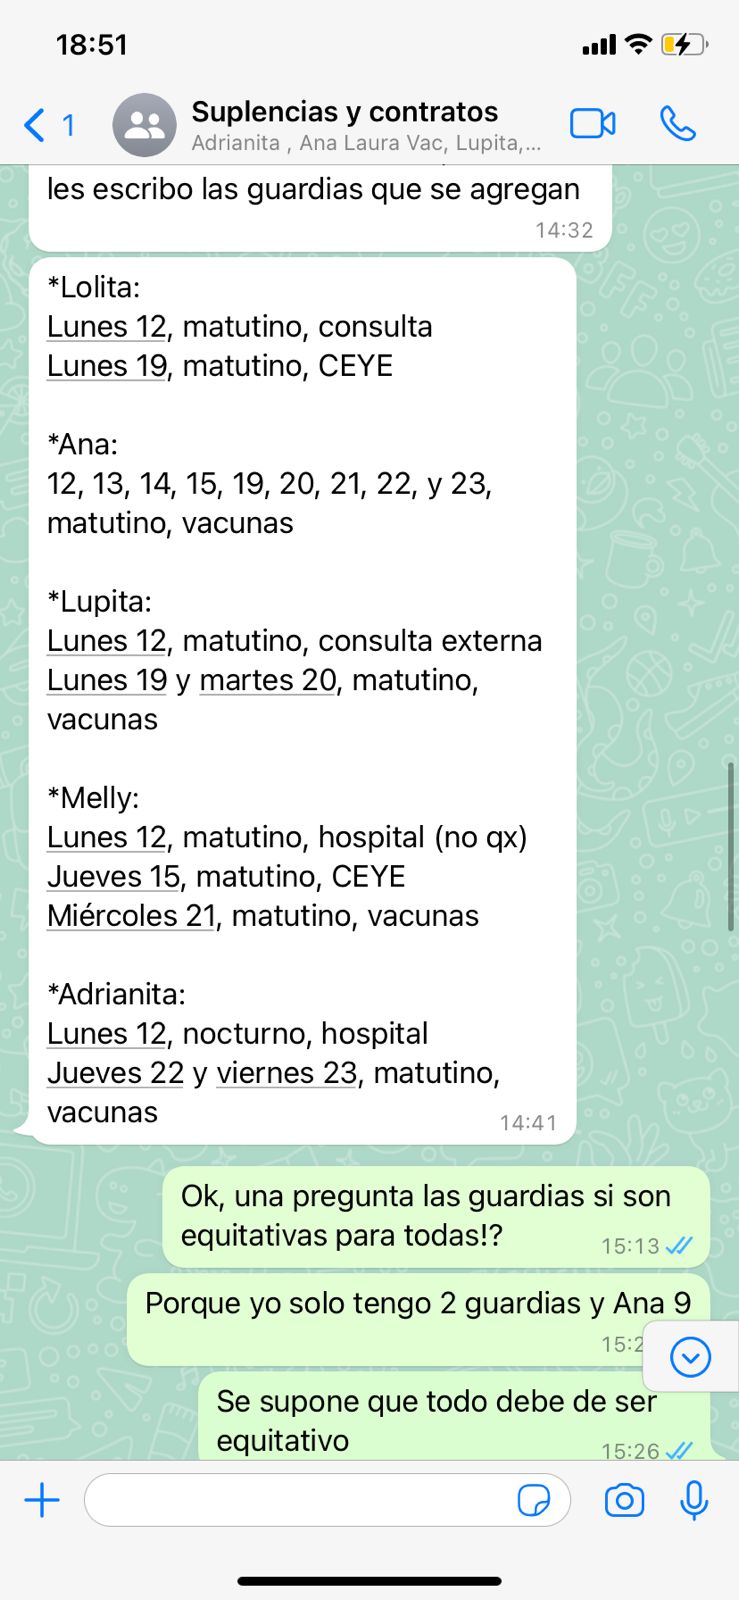 18:51
1
Suplencias y contratos
Adrianita , Ana Laura Vac, Lupita,...
les escribo las guardias que se agregan
14:32
*Lolita:
Lunes 12, matutino, consulta
Lunes 19, matutino, CEYE
*Ana:
12, 13, 14, 15, 19, 20, 21, 22, y 23,
matutino, vacunas
*Lupita:
Lunes 12, matutino, consulta externa
Lunes 19 y martes 20, matutino,
vacunas
*Melly:
Lunes 12, matutino, hospital (no qx)
Jueves 15, matutino, CEYE
Miércoles 21, matutino, vacunas
*Adrianita:
Lunes 12, nocturno, hospital
Jueves 22 y viernes 23, matutino,
vacunas
14:41
Ok, una pregunta las guardias si son
equitativas para todas!?
15:13
Porque yo solo tengo 2 guardias y Ana 9
15:2
Se supone que todo debe de ser
equitativo
15:26